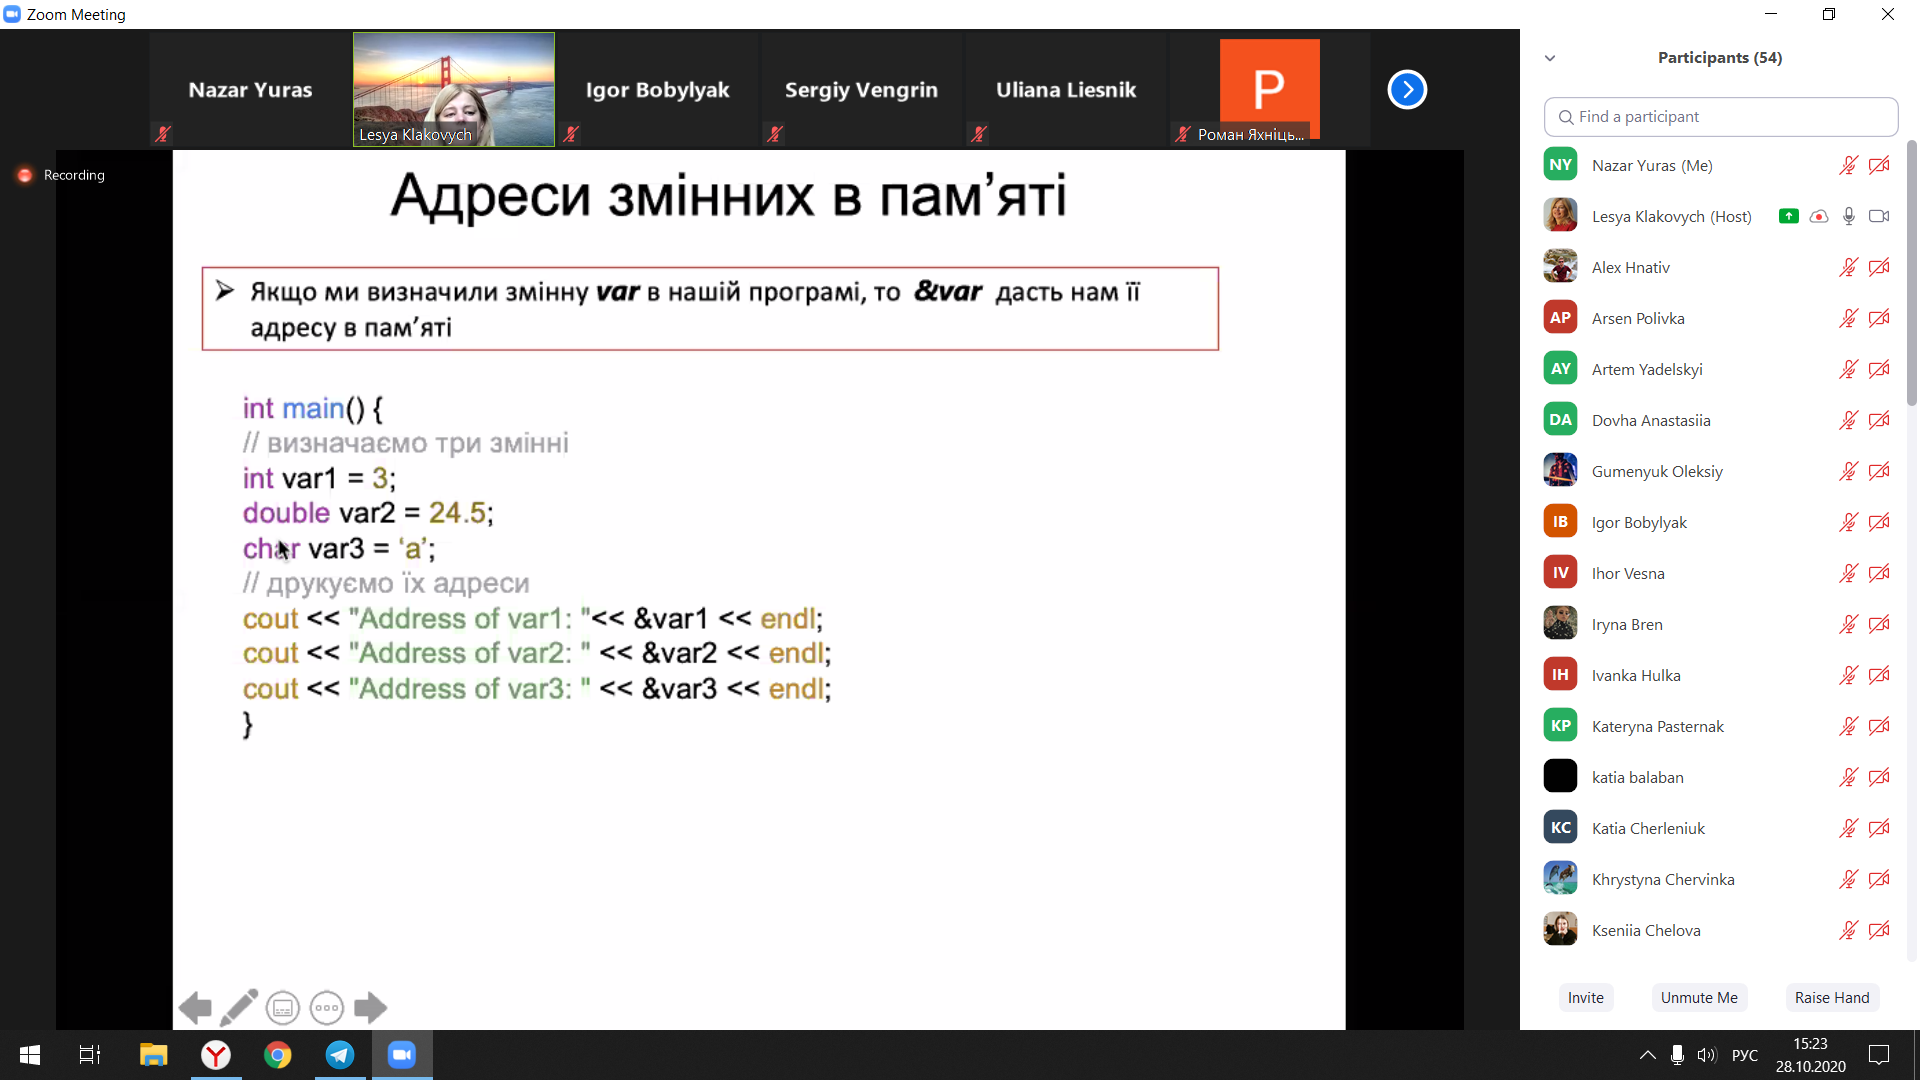 Zoom Meeting
Nazar Yuras
Lesya Klakovych
Igor Bobylyak
Sergiy Vengrin
Uliana Liesnik
P
Роман Яхніць...
Recording
Адреси змінних в пам’яті
➤ Якщо ми визначили змінну var в нашій програмі, то &var дасть нам її
адресу в пам’яті
int main() {
// визначаємо три змінні
int var1 = 3;
double var2 = 24.5;
char var3 = ‘a’;
// друкуємо їх адреси
cout << "Address of var1: "<< &var1 << endl;
cout << "Address of var2: " << &var2 << endl;
cout << "Address of var3: " << &var3 << endl;
}
Participants (54)
Find a participant
NY Nazar Yuras (Me)
Lesya Klakovych (Host)
Alex Hnativ
AP Arsen Polivka
AY Artem Yadelskyi
DA Dovha Anastasiia
Gumenyuk Oleksiy
IB Igor Bobylyak
IV Ihor Vesna
Iryna Bren
IH Ivanka Hulka
KP Kateryna Pasternak
katia balaban
KC Katia Cherleniuk
Khrystyna Chervinka
Kseniia Chelova
Invite Unmute Me Raise Hand
РУС
15:23
28.10.2020